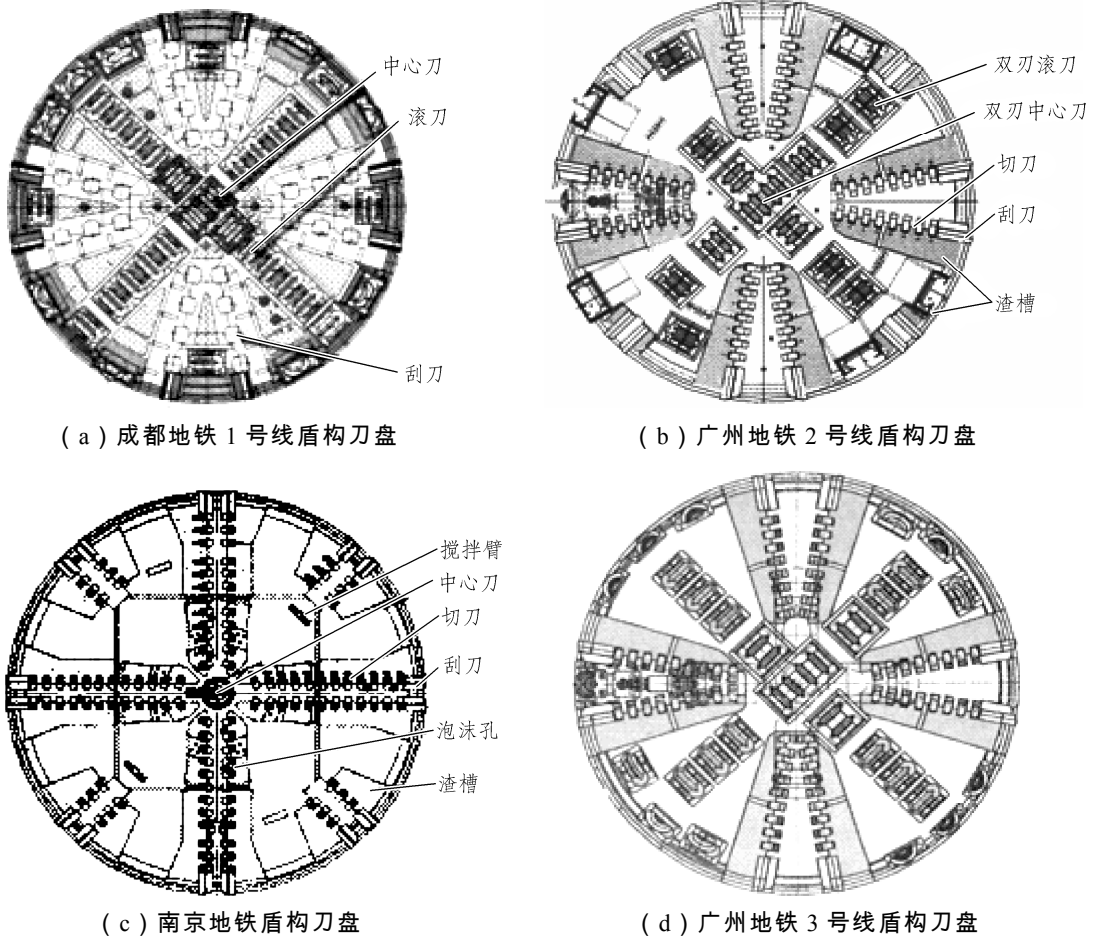 中心刀
滚刀
刮刀
(a)成都地铁 1 号线盾构刀盘
双刃滚刀
双刃中心刀
切刀
刮刀
渣槽
(b)广州地铁 2 号线盾构刀盘
搅拌臂
中心刀
切刀
刮刀
泡沫孔
渣槽
(c)南京地铁盾构刀盘
(d)广州地铁 3 号线盾构刀盘